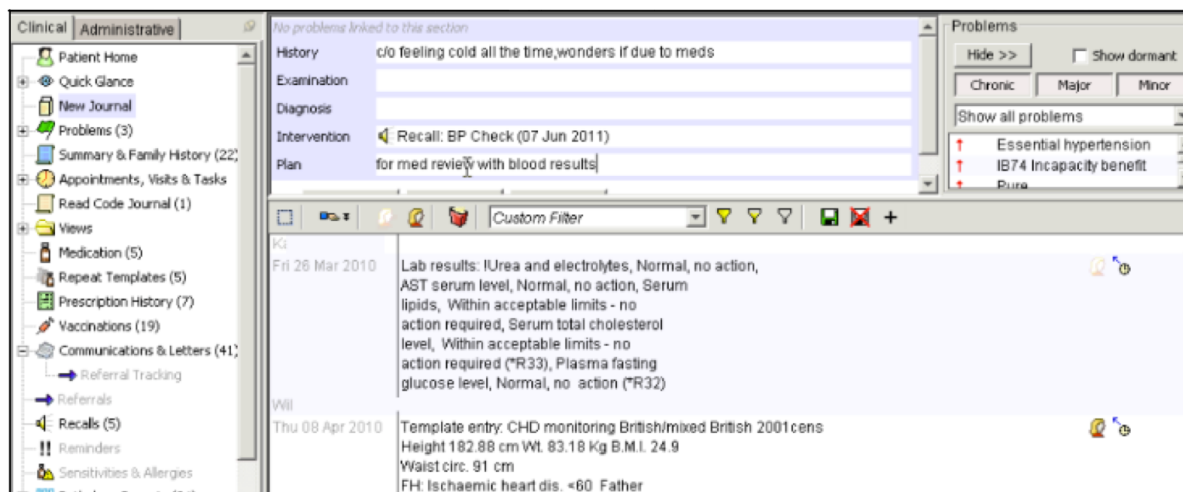 Clinical Administrative
Patient Home
Quick Glance
New Journal
Problems (3)
Summary & Family History (22)
Appointments, Visits & Tasks
Read Code Journal (1)
Views
Medication (5)
Repeat Templates (5)
Prescription History (7)
Vaccinations (19)
Communications & Letters (41)
Referral Tracking
Referrals
Recalls (5)
Reminders
Sensitivities & Allergies
No problems linked to this section
History c/o feeling cold all the time,wonders if due to meds
Examination
Diagnosis
Intervention Recall: BP Check (07 Jun 2011)
Plan for med review with blood results
Problems
Hide >> Show dormant
Chronic Major Minor
Show all problems
Essential hypertension
IB74 Incapacity benefit
Pure
Custom Filter
Fri 26 Mar 2010 Lab results: !Urea and electrolytes, Normal, no action,
AST serum level, Normal, no action, Serum
lipids, Within acceptable limits - no
action required, Serum total cholesterol
level, Within acceptable limits - no
action required (*R33), Plasma fasting
glucose level, Normal, no action (*R32)
Wil
Thu 08 Apr 2010 Template entry: CHD monitoring British/mixed British 2001cens
Height 182.88 cm Wt. 83.18 Kg B.M.I. 24.9
Waist circ. 91 cm
FH: Ischaemic heart dis. <60 Father